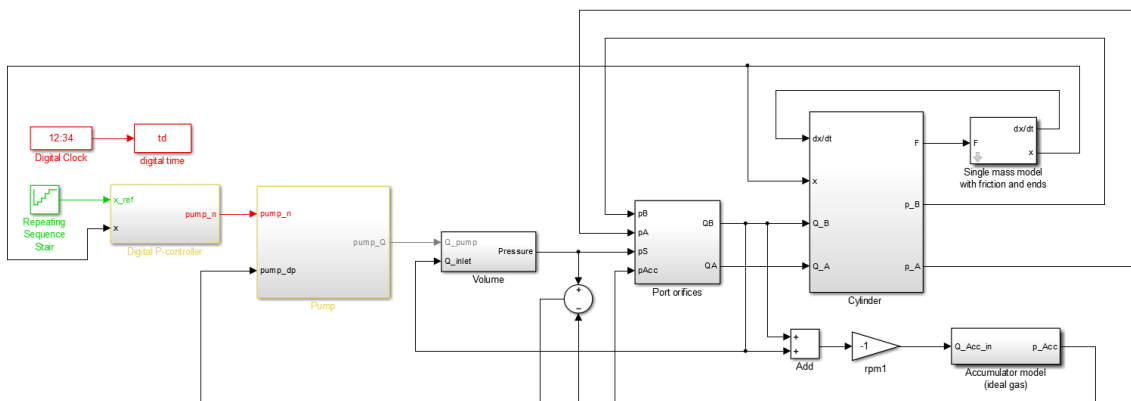 12:34
Digital Clock
td
digital time
Repeating
Sequence
Stair
x_ref
x
pump_n
Digital P-controller
pump_n
pump_dp
pump_Q
Pump
Q_pump
Q_inlet
Pressure
Volume
+
−
pB
pA
pS
pAcc
QB
QA
Port orifices
dx/dt
x
Q_B
Q_A
F
p_B
p_A
Cylinder
F
dx/dt
x
Single mass model
with friction and ends
+
+
Add
-1
rpm1
Q_Acc_in
p_Acc
Accumulator model
(ideal gas)